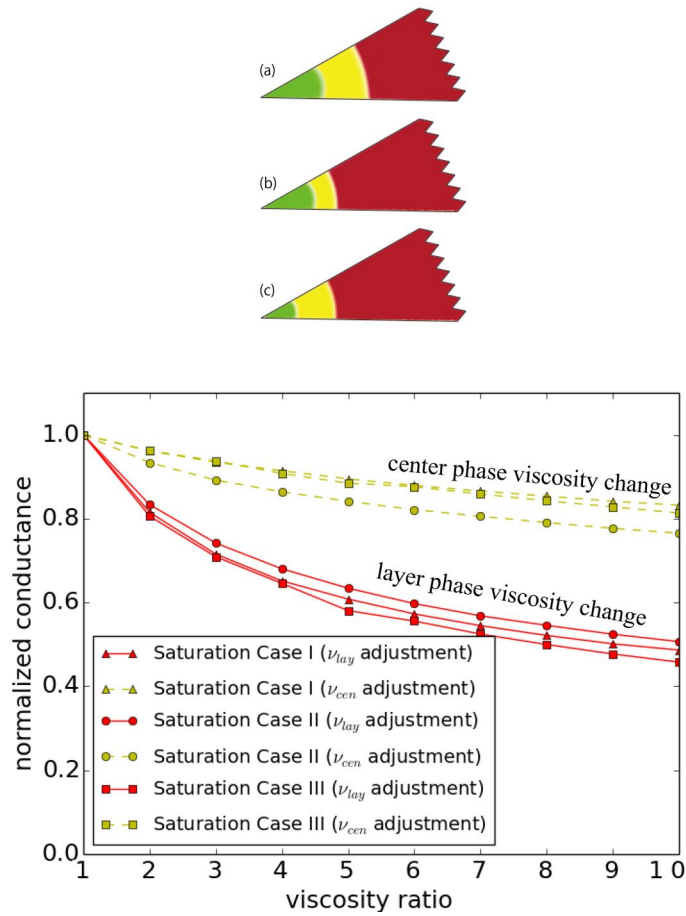 (a)
(b)
(c)
normalized conductance
1.0
0.8
0.6
0.4
0.2
0.0
center phase viscosity change
layer phase viscosity change
Saturation Case I (ν_lay adjustment)
Saturation Case I (ν_cen adjustment)
Saturation Case II (ν_lay adjustment)
Saturation Case II (ν_cen adjustment)
Saturation Case III (ν_lay adjustment)
Saturation Case III (ν_cen adjustment)
1 2 3 4 5 6 7 8 9 1 0
viscosity ratio